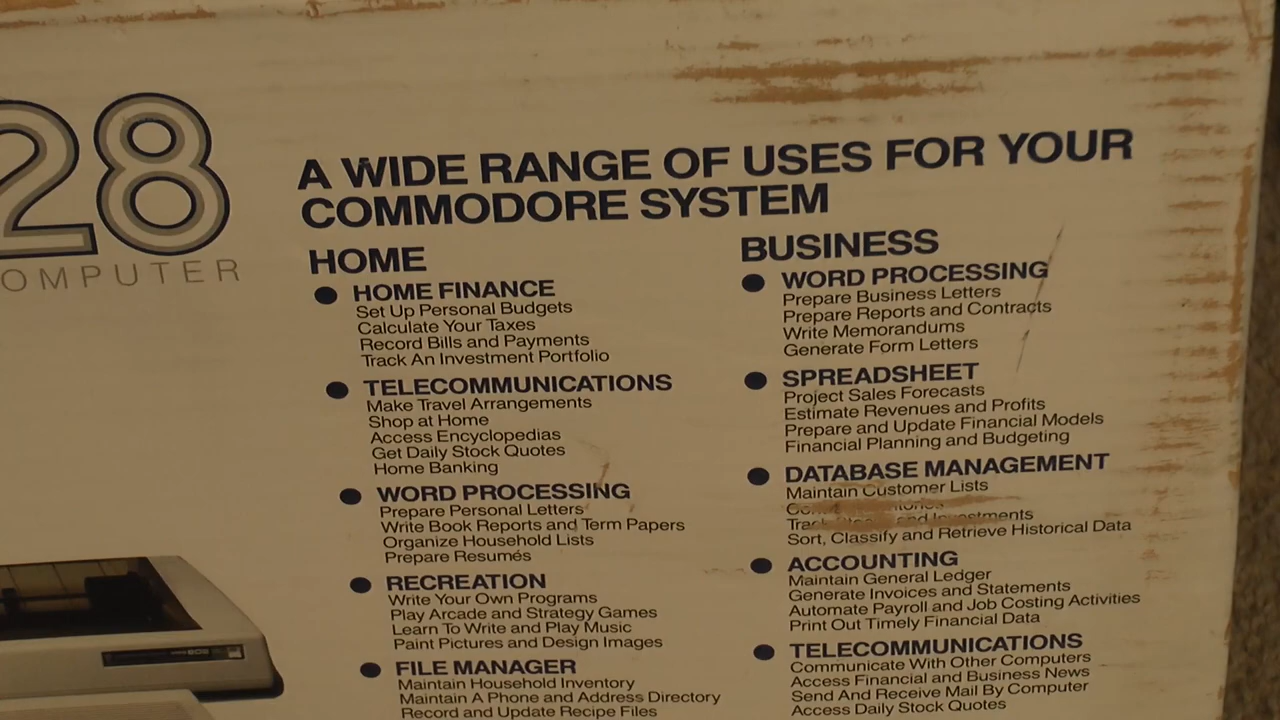 28
OMPUTER
A WIDE RANGE OF USES FOR YOUR
COMMODORE SYSTEM
HOME
HOME FINANCE
Set Up Personal Budgets
Calculate Your Taxes
Record Bills and Payments
Track An Investment Portfolio
TELECOMMUNICATIONS
Make Travel Arrangements
Shop at Home
Access Encyclopedias
Get Daily Stock Quotes
Home Banking
WORD PROCESSING
Prepare Personal Letters
Write Book Reports and Term Papers
Organize Household Lists
Prepare Resumés
RECREATION
Write Your Own Programs
Play Arcade and Strategy Games
Learn To Write and Play Music
Paint Pictures and Design Images
FILE MANAGER
Maintain Household Inventory
Maintain A Phone and Address Directory
Record and Update Recipe Files
BUSINESS
WORD PROCESSING
Prepare Business Letters
Prepare Reports and Contracts
Write Memorandums
Generate Form Letters
SPREADSHEET
Project Sales Forecasts
Estimate Revenues and Profits
Prepare and Update Financial Models
Financial Planning and Budgeting
DATABASE MANAGEMENT
Maintain Customer Lists
and Investments
Sort, Classify and Retrieve Historical Data
ACCOUNTING
Maintain General Ledger
Generate Invoices and Statements
Automate Payroll and Job Costing Activities
Print Out Timely Financial Data
TELECOMMUNICATIONS
Communicate With Other Computers
Access Financial and Business News
Send And Receive Mail By Computer
Access Daily Stock Quotes